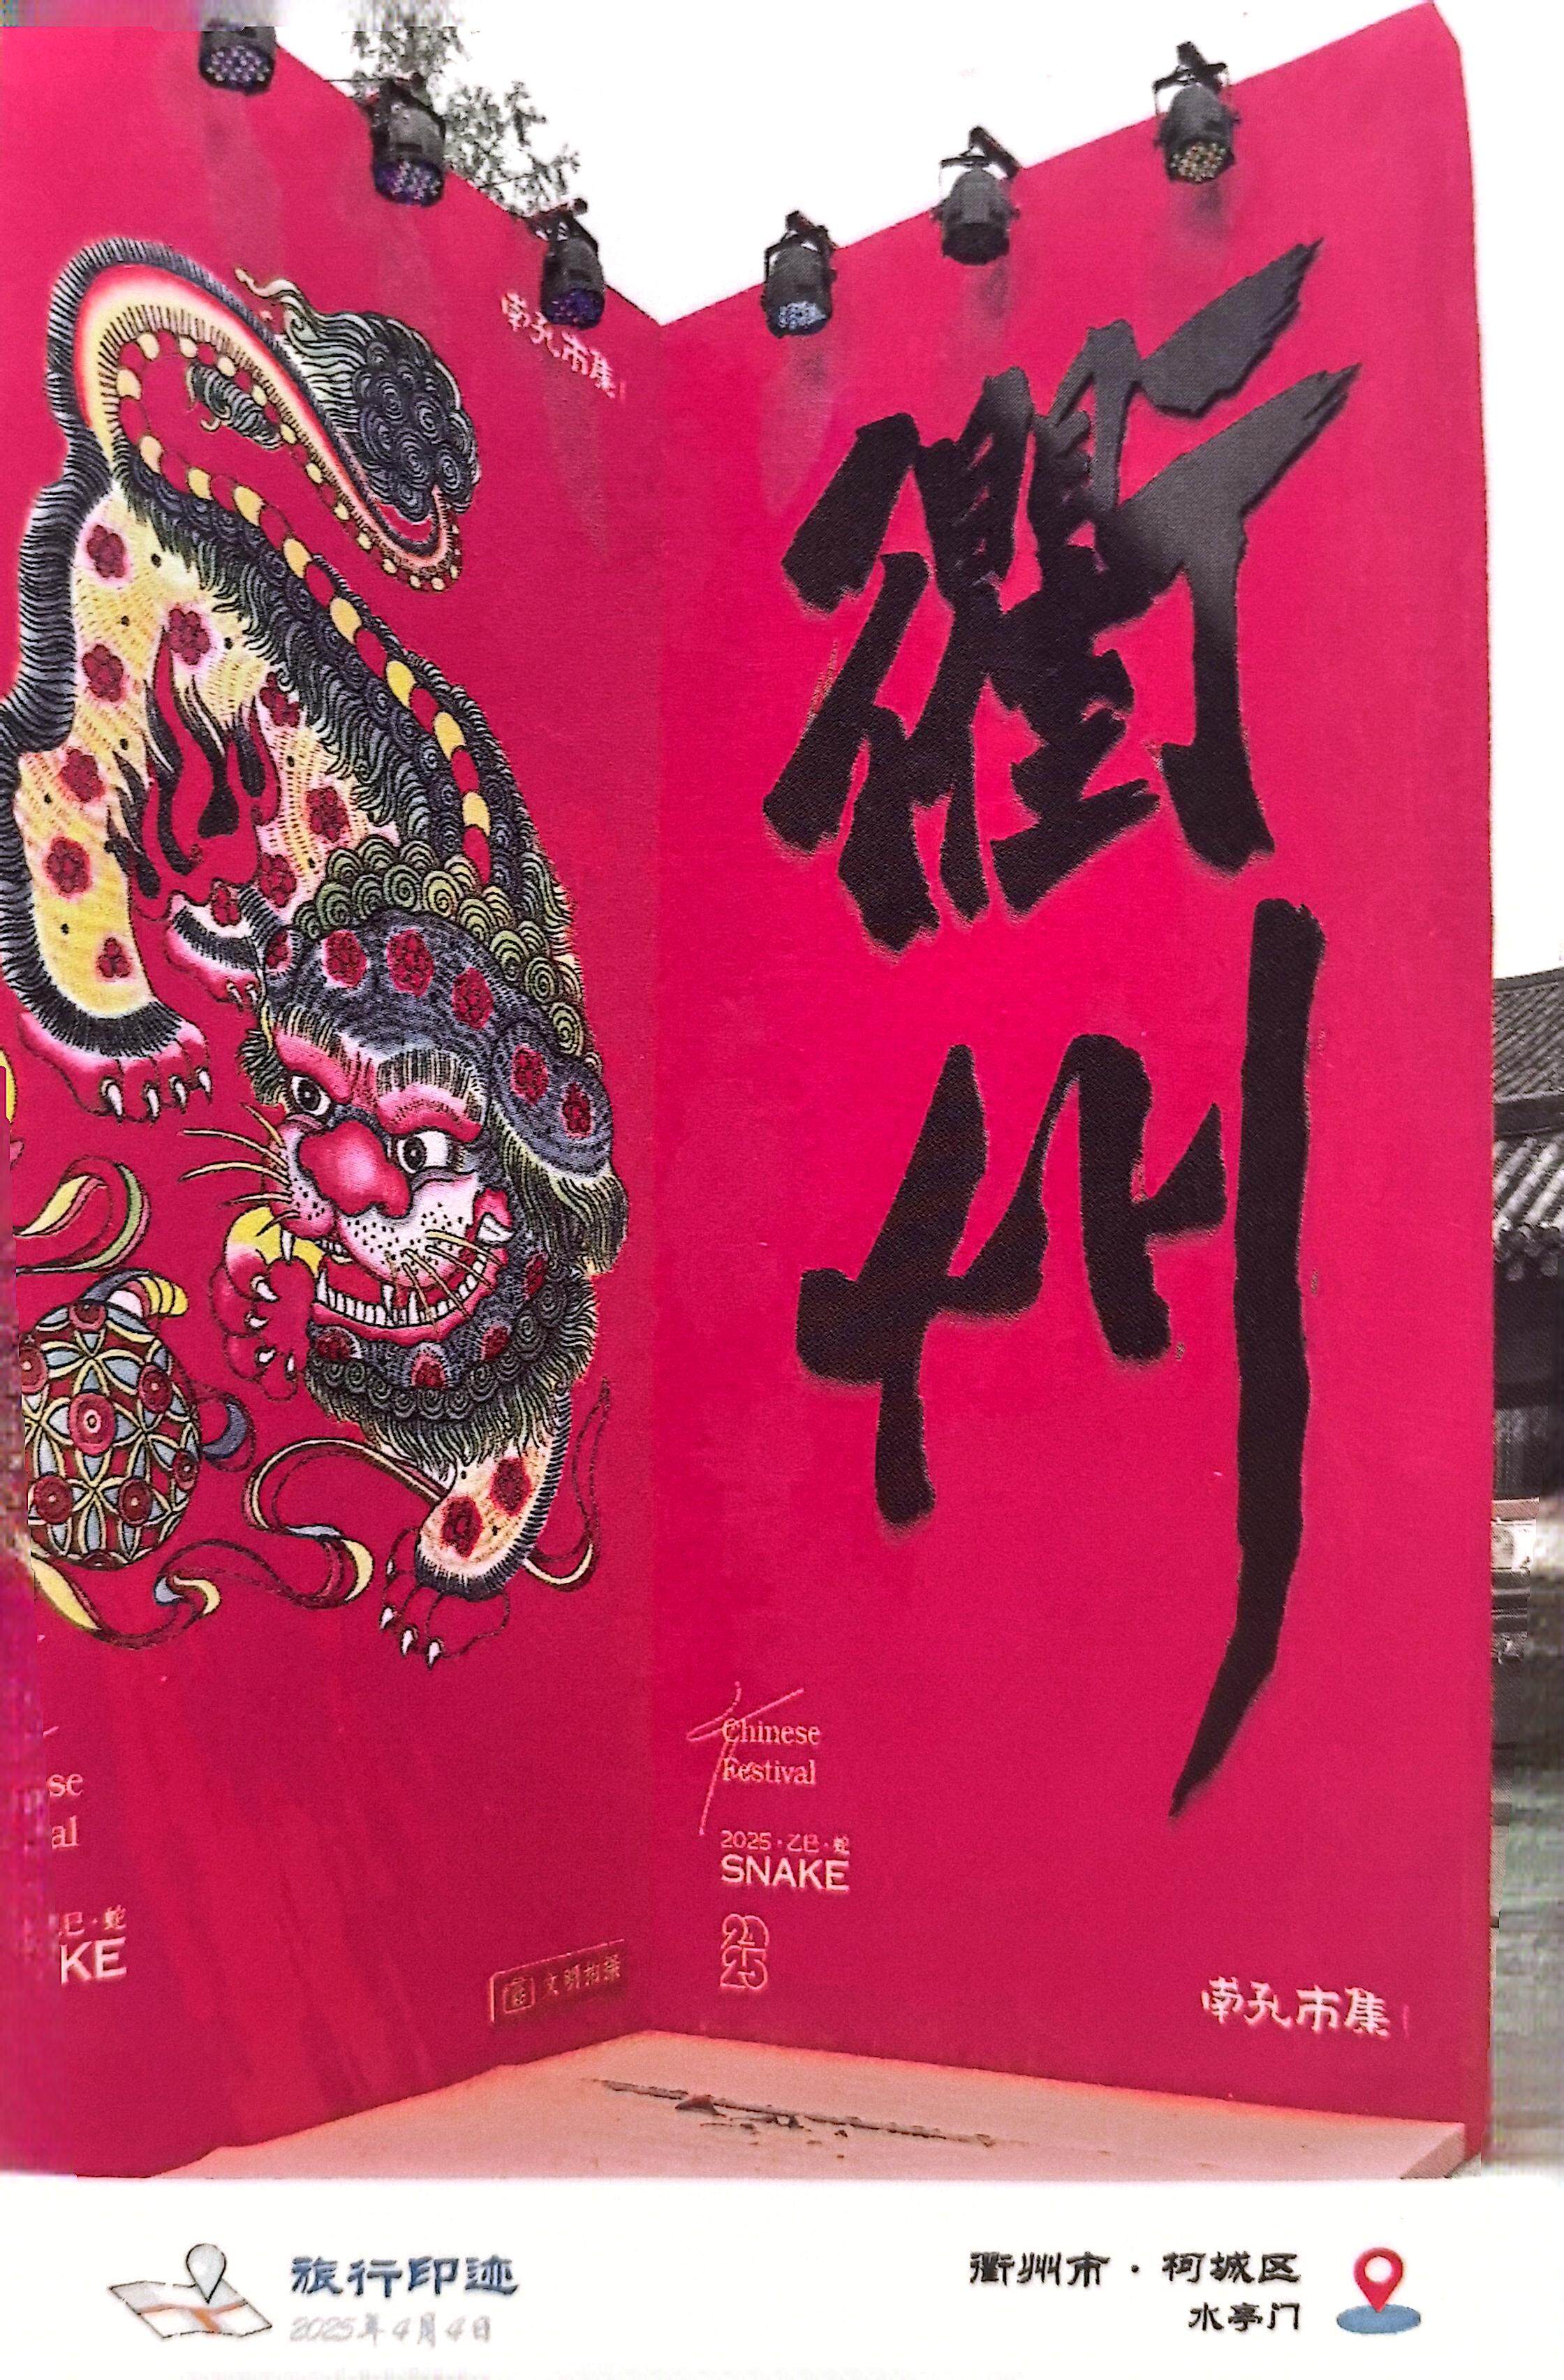 南孔市集
衢州
Chinese
Festival
2025·乙巳·蛇
SNAKE
2025
南孔市集
se
al
巳·蛇
KE
文明拍摄
旅行印迹
2025年4月4日
衢州市·柯城区
水亭门